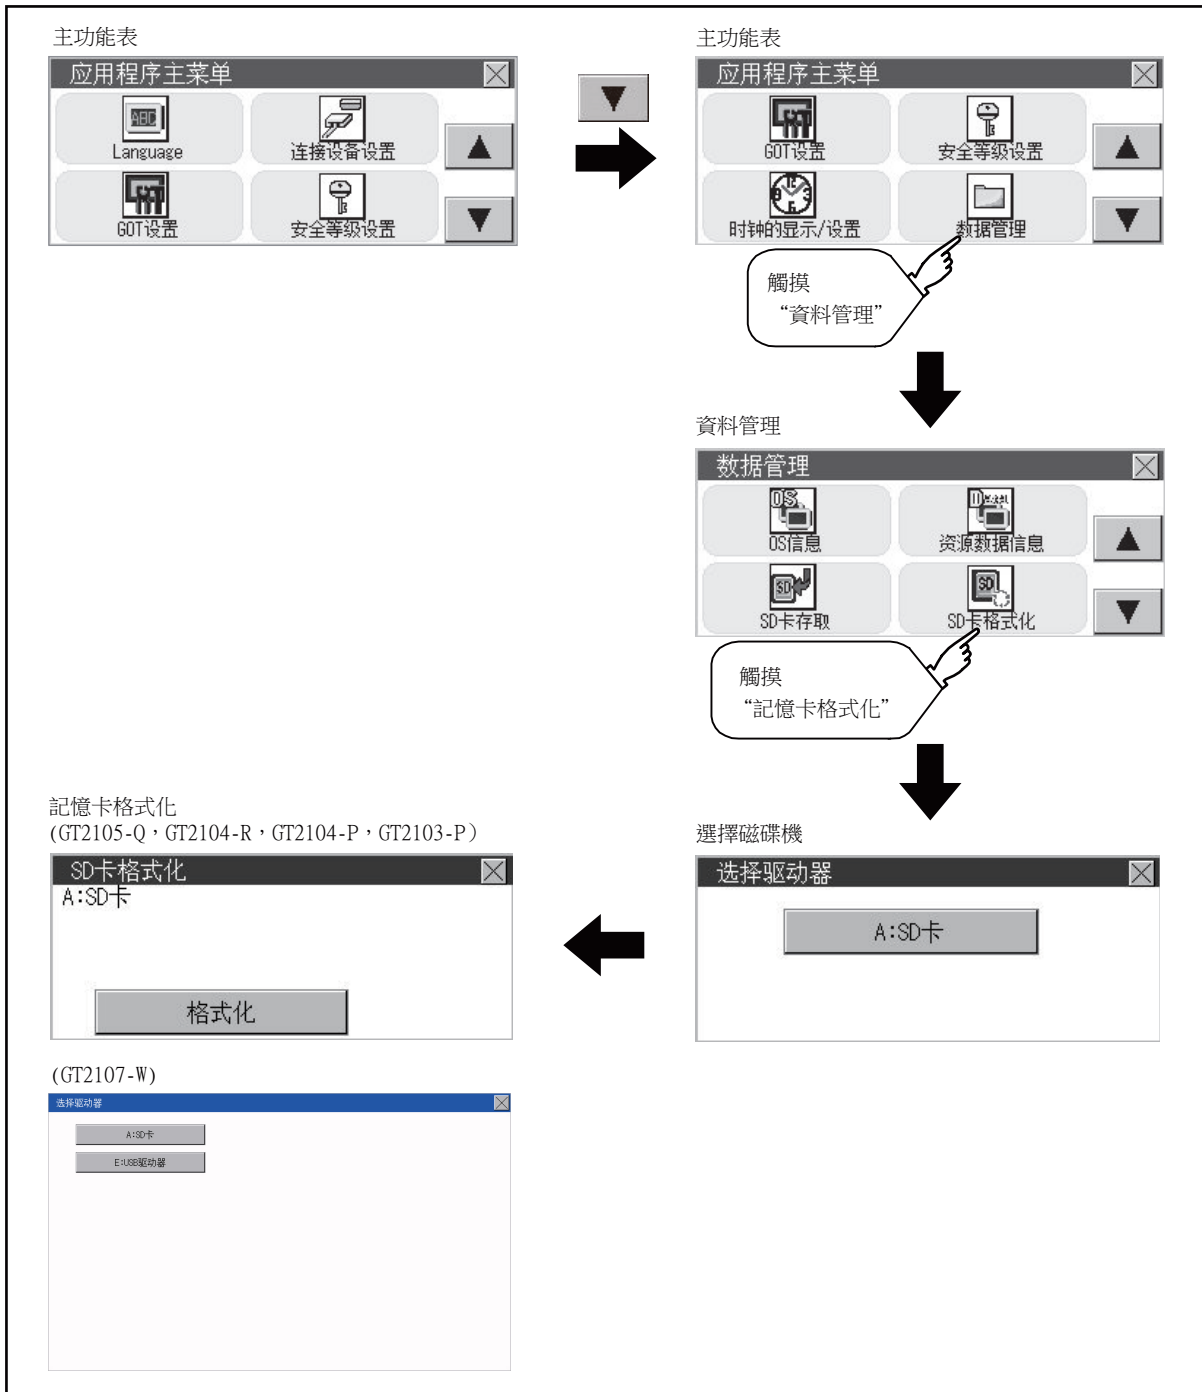 主功能表
应用程序主菜单
ABC
Language
连接设备设置
GOT设置
安全等级设置
主功能表
应用程序主菜单
GOT设置
安全等级设置
时钟的显示/设置
数据管理
觸摸
“資料管理”
資料管理
数据管理
OS
OS信息
资源数据信息
SD
SD卡存取
SD
SD卡格式化
觸摸
“記憶卡格式化”
選擇磁碟機
选择驱动器
A:SD卡
記憶卡格式化
(GT2105-Q，GT2104-R，GT2104-P，GT2103-P)
SD卡格式化
A:SD卡
格式化
(GT2107-W)
选择驱动器
A:SD卡
E:USB驱动器